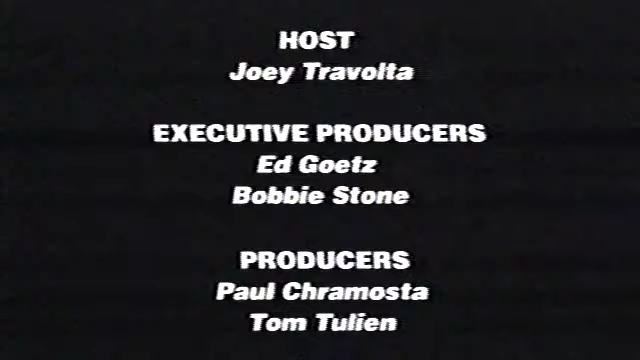 HOST
Joey Travolta
EXECUTIVE PRODUCERS
Ed Goetz
Bobbie Stone
PRODUCERS
Paul Chramosta
Tom Tulien